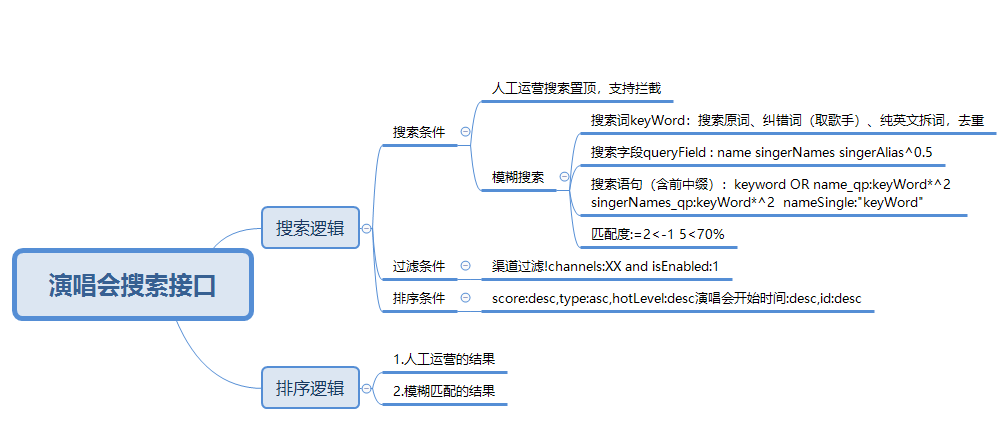 演唱会搜索接口
搜索逻辑
搜索条件
人工运营搜索置顶，支持拦截
模糊搜索
搜索词keyWord：搜索原词、纠错词（取歌手）、纯英文拆词，去重
搜索字段queryField : name singerNames singerAlias^0.5
搜索语句（含前中缀）：keyword OR name_qp:keyWord*^2
singerNames_qp:keyWord*^2 nameSingle:"keyWord"
匹配度:=2<-1 5<70%
过滤条件
渠道过滤!channels:XX and isEnabled:1
排序条件
score:desc,type:asc,hotLevel:desc演唱会开始时间:desc,id:desc
排序逻辑
1.人工运营的结果
2.模糊匹配的结果